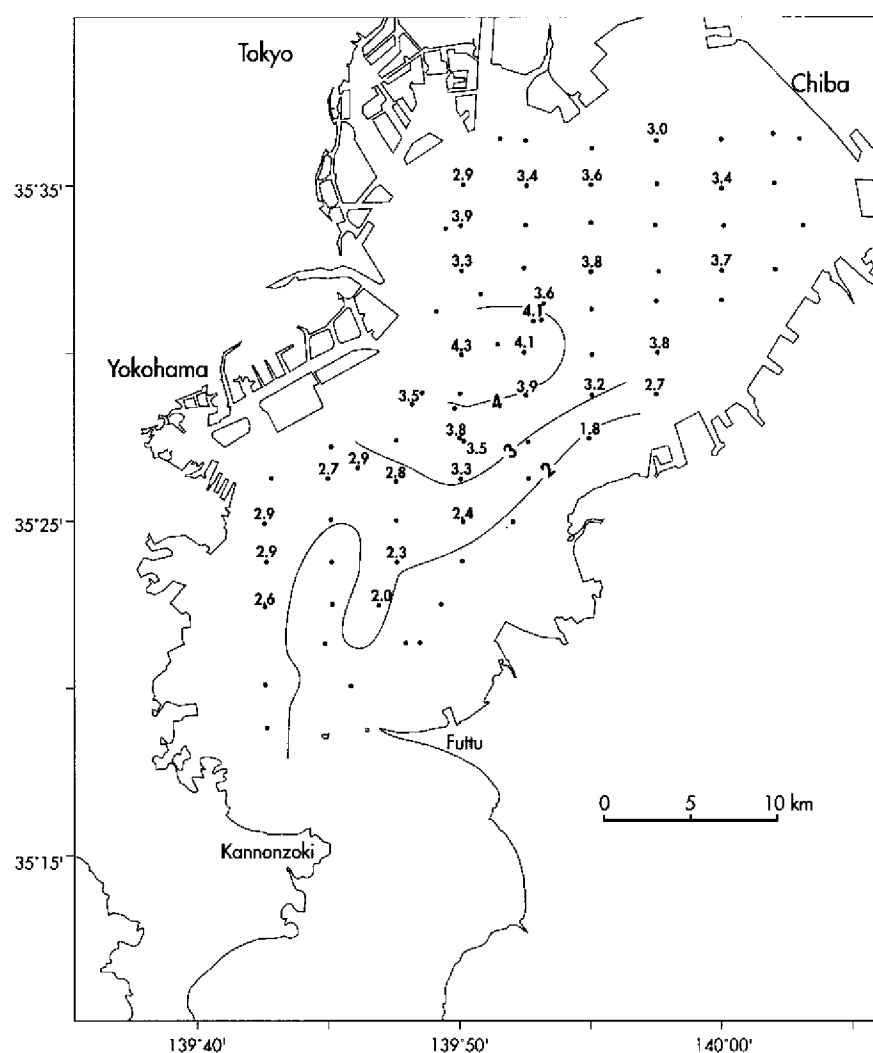 Tokyo
Chiba
3.0
35°35'
2.9 3.4 3.6 3.4
3.9
3.3 3.8 3.7
3.6
4.1
4.3 4.1 3.8
Yokohama
3.5 4 3.9 3.2 2.7
3.8 1.8
3.5 3
2.9
2.7 2.8 3.3 2
35°25'
2.9 2.4
2.9 2.3
2.6 2.0
Futtu
0 5 10 km
35°15'
Kannonzoki
139°40' 139°50' 140°00'